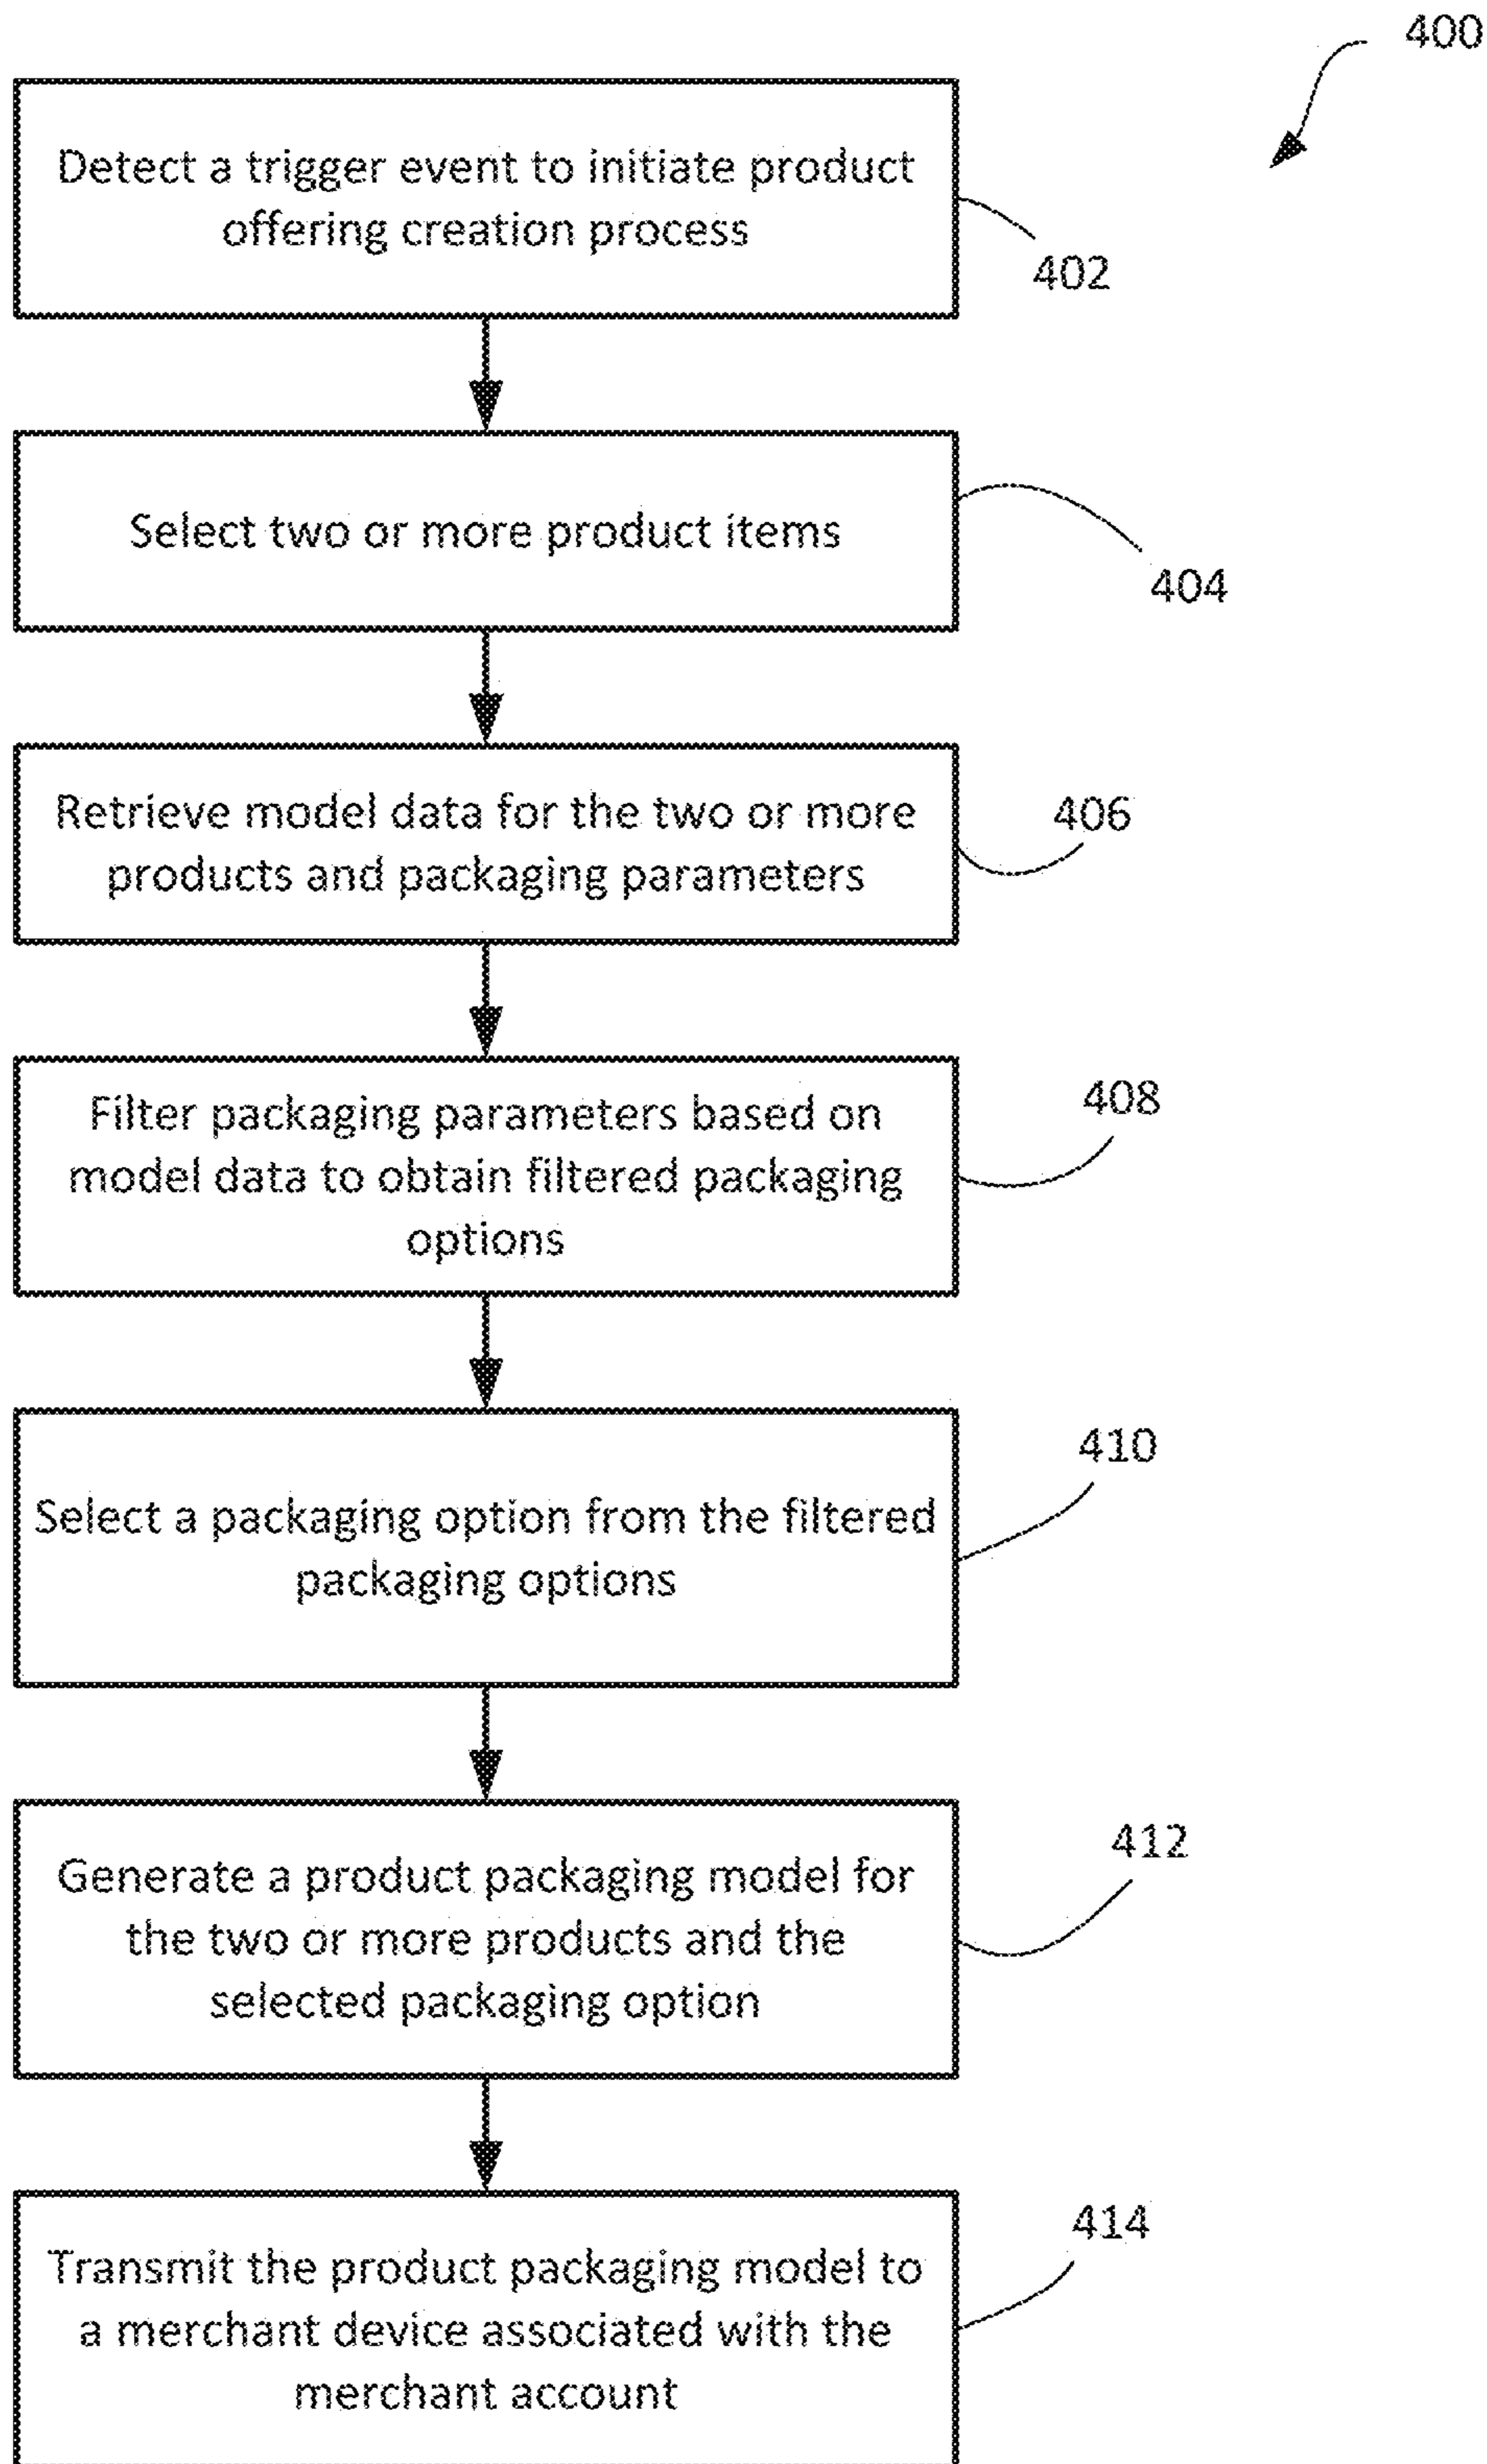 400
Detect a trigger event to initiate product
offering creation process
402
Select two or more product items
404
Retrieve model data for the two or more
products and packaging parameters
406
Filter packaging parameters based on
model data to obtain filtered packaging
options
408
Select a packaging option from the filtered
packaging options
410
Generate a product packaging model for
the two or more products and the
selected packaging option
412
Transmit the product packaging model to
a merchant device associated with the
merchant account
414